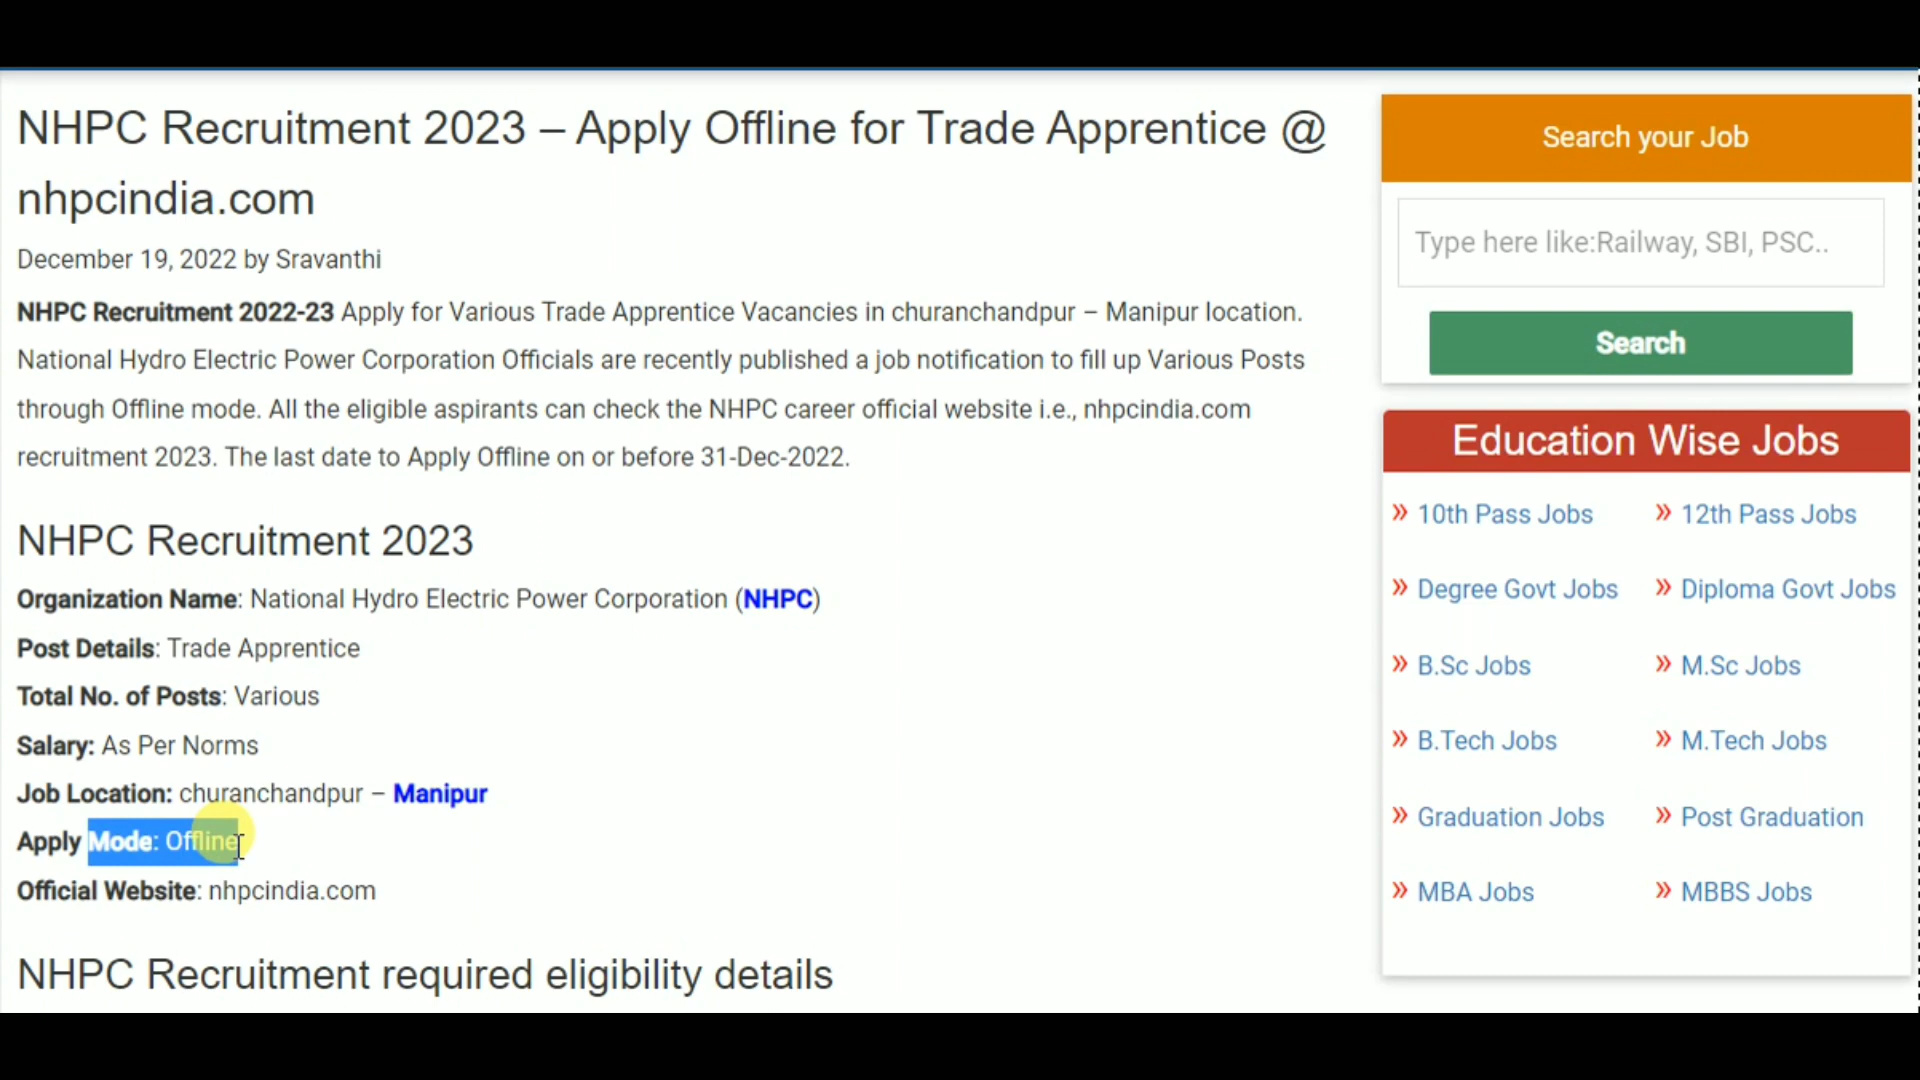 NHPC Recruitment 2023 – Apply Offline for Trade Apprentice @
nhpcindia.com
December 19, 2022 by Sravanthi
NHPC Recruitment 2022-23 Apply for Various Trade Apprentice Vacancies in churanchandpur – Manipur location.
National Hydro Electric Power Corporation Officials are recently published a job notification to fill up Various Posts
through Offline mode. All the eligible aspirants can check the NHPC career official website i.e., nhpcindia.com
recruitment 2023. The last date to Apply Offline on or before 31-Dec-2022.
NHPC Recruitment 2023
Organization Name: National Hydro Electric Power Corporation (NHPC)
Post Details: Trade Apprentice
Total No. of Posts: Various
Salary: As Per Norms
Job Location: churanchandpur – Manipur
Apply Mode: Offline
Official Website: nhpcindia.com
NHPC Recruitment required eligibility details
Search your Job
Type here like:Railway, SBI, PSC..
Search
Education Wise Jobs
» 10th Pass Jobs » 12th Pass Jobs
» Degree Govt Jobs » Diploma Govt Jobs
» B.Sc Jobs » M.Sc Jobs
» B.Tech Jobs » M.Tech Jobs
» Graduation Jobs » Post Graduation
» MBA Jobs » MBBS Jobs